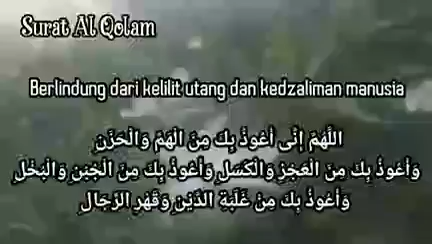 Surat Al Qolam
Berlindung dari kelilit utang dan kedzaliman manusia
اللَّهُمَّ إِنِّى أَعُوذُ بِكَ مِنَ الْهَمِّ وَالْحَزَنِ
وَأَعُوذُ بِكَ مِنَ الْعَجْزِ وَالْكَسَلِ وَأَعُوذُ بِكَ مِنَ الْجُبْنِ وَالْبُخْلِ
وَأَعُوذُ بِكَ مِنْ غَلَبَةِ الدَّيْنِ وَقَهْرِ الرِّجَالِ